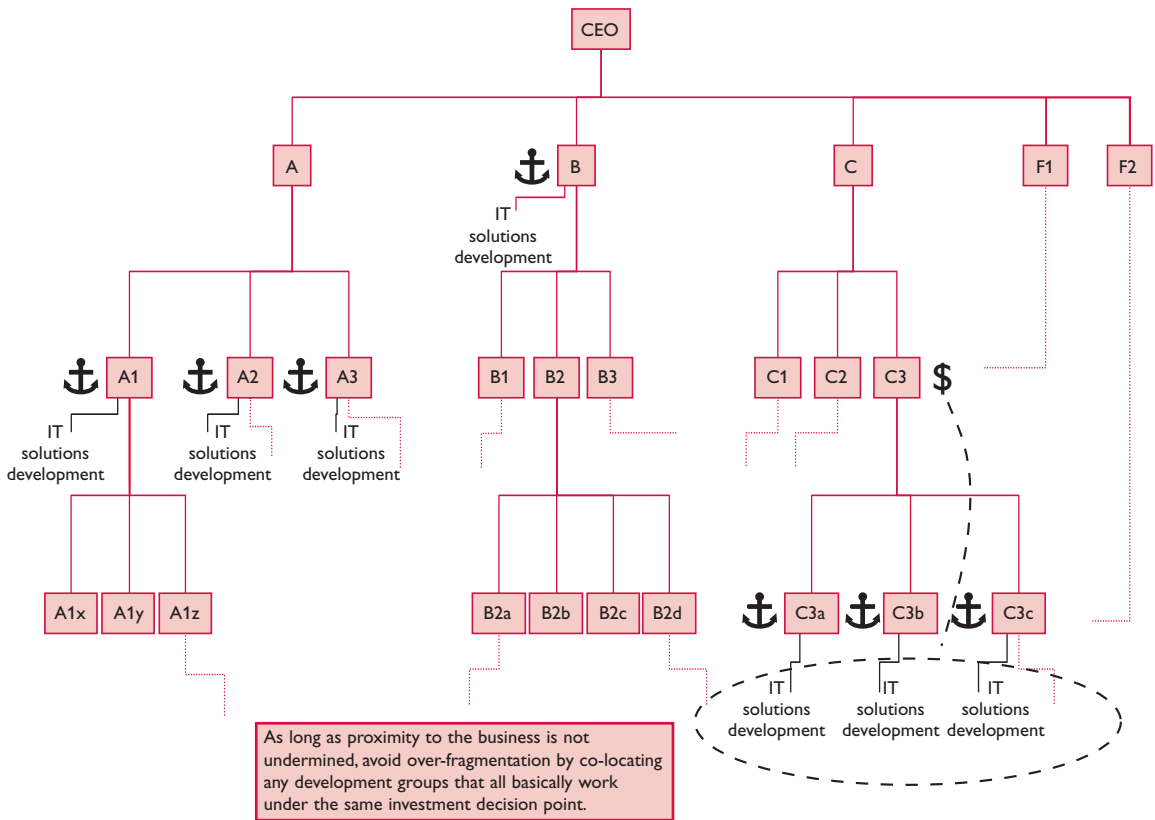 CEO
A
B
C
F1
F2
IT
solutions
development
A1
A2
A3
B1
B2
B3
C1
C2
C3
$
IT
solutions
development
IT
solutions
development
IT
solutions
development
A1x
A1y
A1z
B2a
B2b
B2c
B2d
C3a
C3b
C3c
IT
solutions
development
IT
solutions
development
IT
solutions
development
As long as proximity to the business is not
undermined, avoid over-fragmentation by co-locating
any development groups that all basically work
under the same investment decision point.